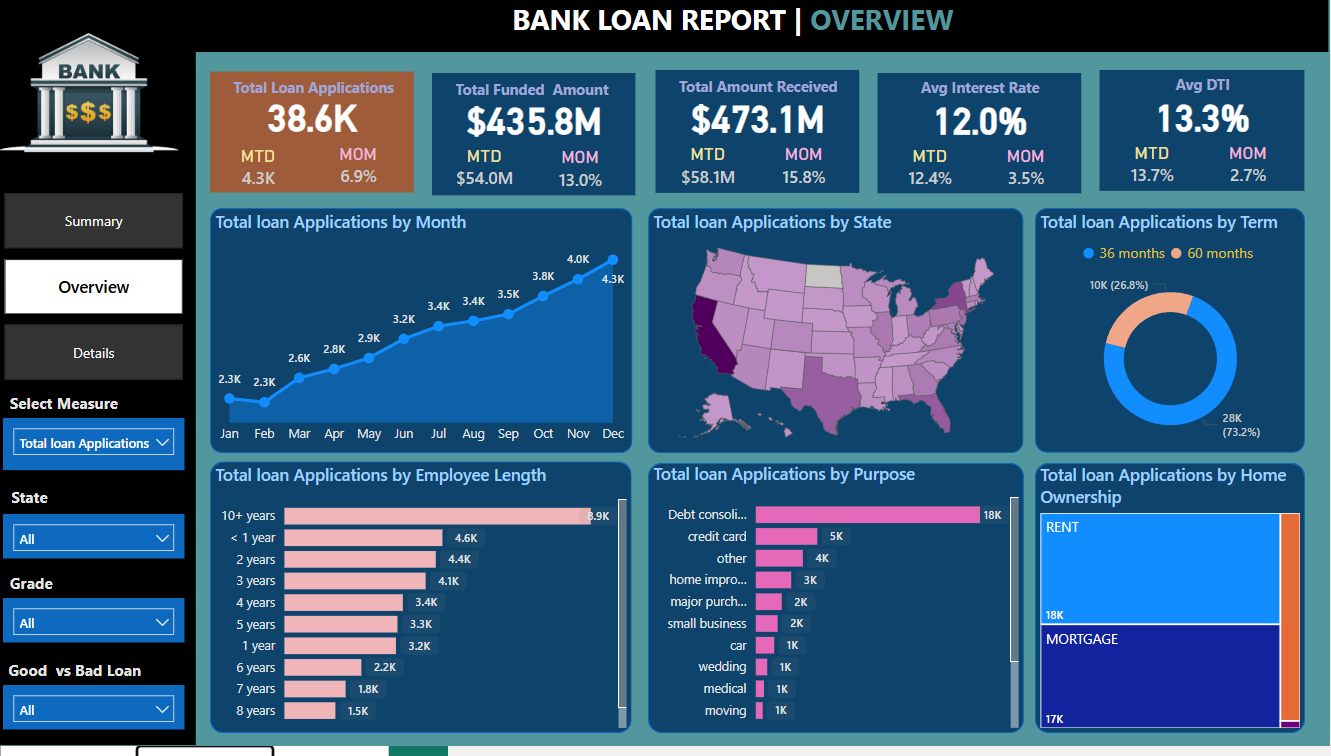 BANK LOAN REPORT | OVERVIEW
BANK
$$$
Total Loan Applications
38.6K
MTD
MOM
4.3K
6.9%
Total Funded Amount
$435.8M
MTD
MOM
$54.0M
13.0%
Total Amount Received
$473.1M
MTD
MOM
$58.1M
15.8%
Avg Interest Rate
12.0%
MTD
MOM
12.4%
3.5%
Avg DTI
13.3%
MTD
MOM
13.7%
2.7%
Summary
Overview
Details
Select Measure
Total loan Applications
State
All
Grade
All
Good vs Bad Loan
All
Total loan Applications by Month
2.3K
2.3K
2.6K
2.8K
2.9K
3.2K
3.4K
3.4K
3.5K
3.8K
4.0K
4.3K
Jan Feb Mar Apr May Jun Jul Aug Sep Oct Nov Dec
Total loan Applications by State
Total loan Applications by Term
36 months
60 months
10K (26.8%)
28K
(73.2%)
Total loan Applications by Employee Length
10+ years 8.9K
< 1 year 4.6K
2 years 4.4K
3 years 4.1K
4 years 3.4K
5 years 3.3K
1 year 3.2K
6 years 2.2K
7 years 1.8K
8 years 1.5K
Total loan Applications by Purpose
Debt consoli... 18K
credit card 5K
other 4K
home impro... 3K
major purch... 2K
small business 2K
car 1K
wedding 1K
medical 1K
moving 1K
Total loan Applications by Home
Ownership
RENT
18K
MORTGAGE
17K